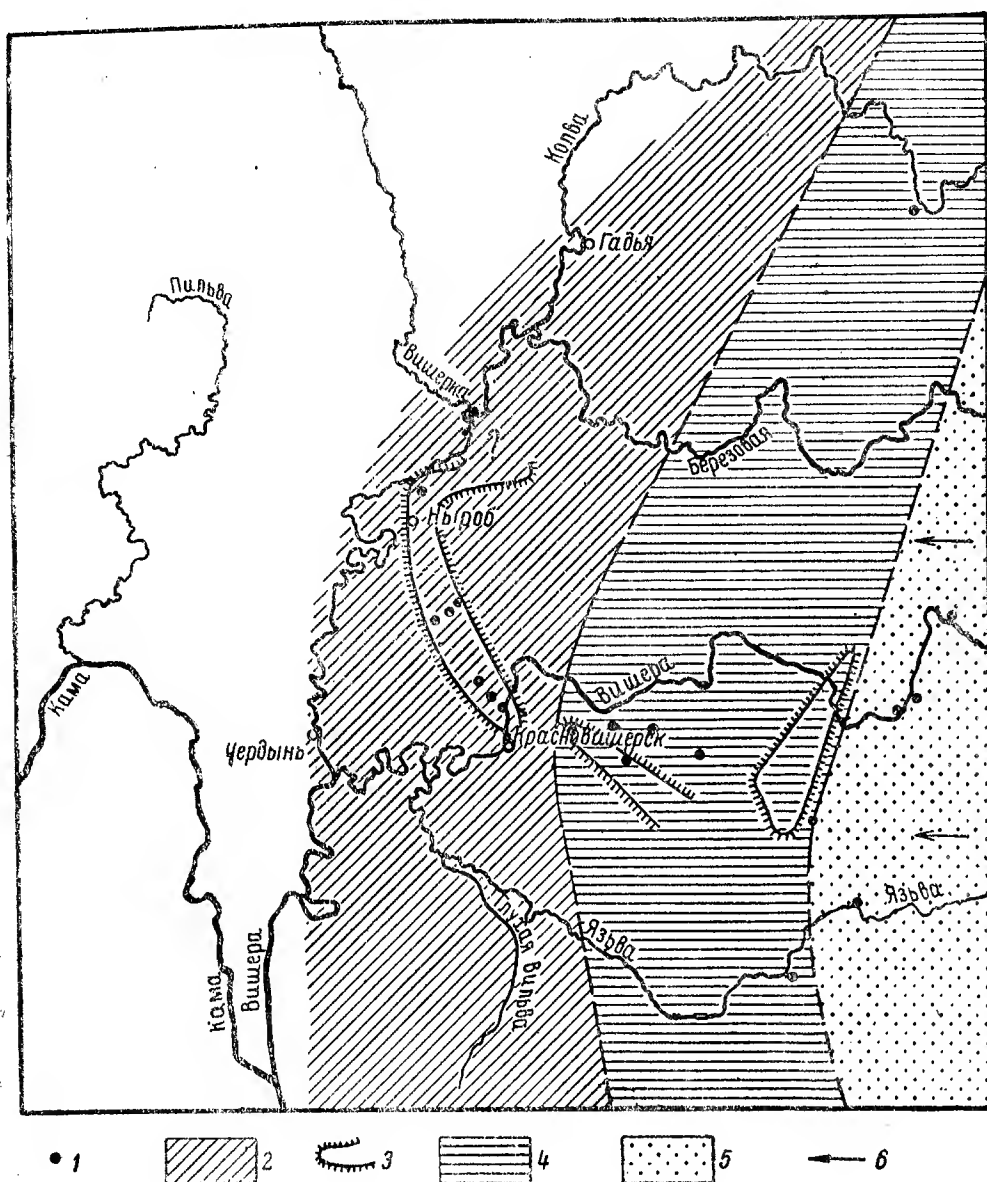 Колва
Гадья
Пильва
Вишерка
Березовая
Ныроб
Вишера
Кама
Чердынь
Красновишерск
Язьва
Глухая Вильва
Язьва
Вишера
Кама
1 2 3 4 5 6